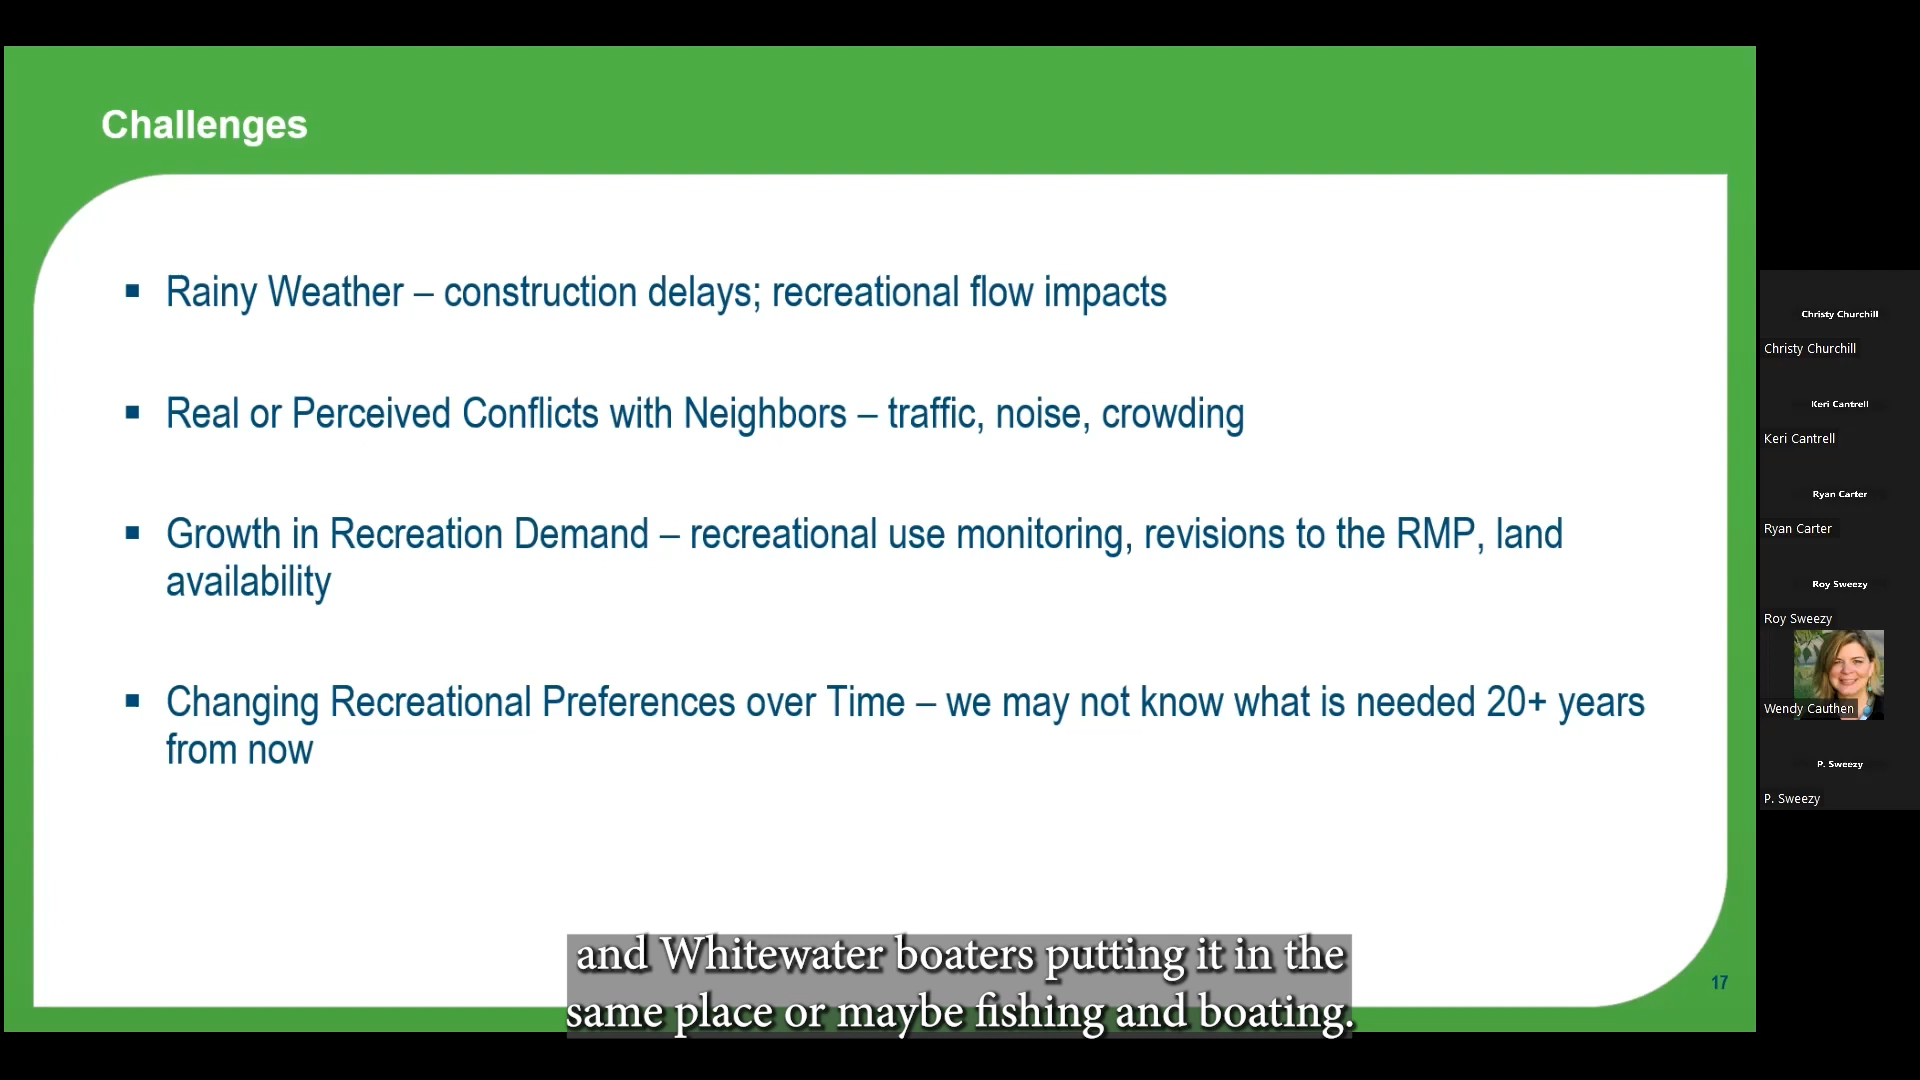 Challenges
▪ Rainy Weather – construction delays; recreational flow impacts
▪ Real or Perceived Conflicts with Neighbors – traffic, noise, crowding
▪ Growth in Recreation Demand – recreational use monitoring, revisions to the RMP, land
availability
▪ Changing Recreational Preferences over Time – we may not know what is needed 20+ years
from now
17
and Whitewater boaters putting it in the
same place or maybe fishing and boating.
Christy Churchill
Christy Churchill
Keri Cantrell
Keri Cantrell
Ryan Carter
Ryan Carter
Roy Sweezy
Roy Sweezy
Wendy Cauthen
P. Sweezy
P. Sweezy